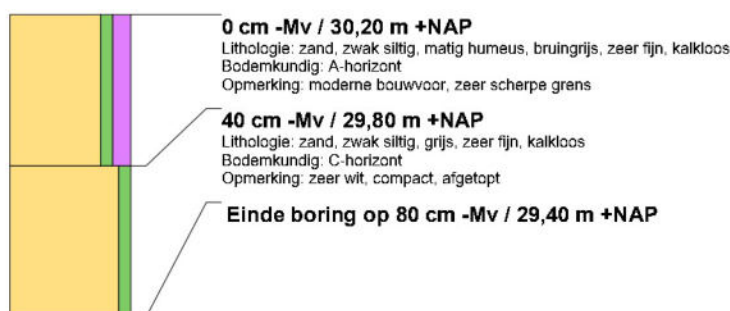 0 cm -Mv / 30,20 m +NAP
Lithologie: zand, zwak siltig, matig humeus, bruingrijs, zeer fijn, kalkloos
Bodemkundig: A-horizont
Opmerking: moderne bouwvoor, zeer scherpe grens
40 cm -Mv / 29,80 m +NAP
Lithologie: zand, zwak siltig, grijs, zeer fijn, kalkloos
Bodemkundig: C-horizont
Opmerking: zeer wit, compact, afgetopt
Einde boring op 80 cm -Mv / 29,40 m +NAP